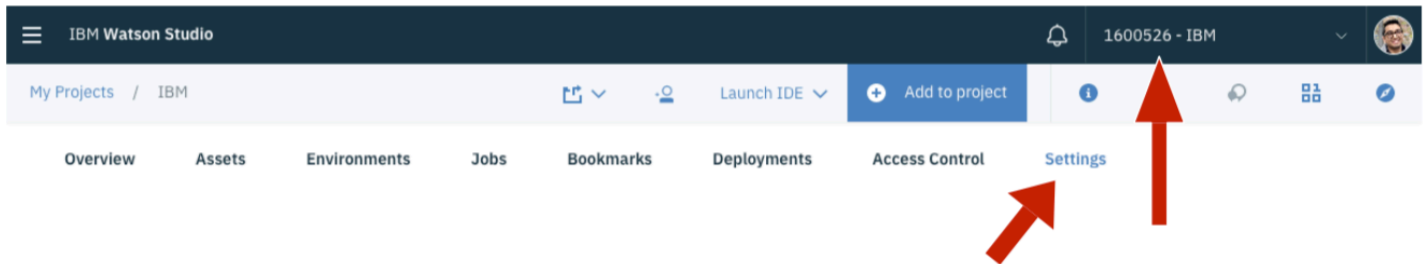 IBM Watson Studio 1600526 - IBM
My Projects / IBM Launch IDE Add to project
Overview Assets Environments Jobs Bookmarks Deployments Access Control Settings